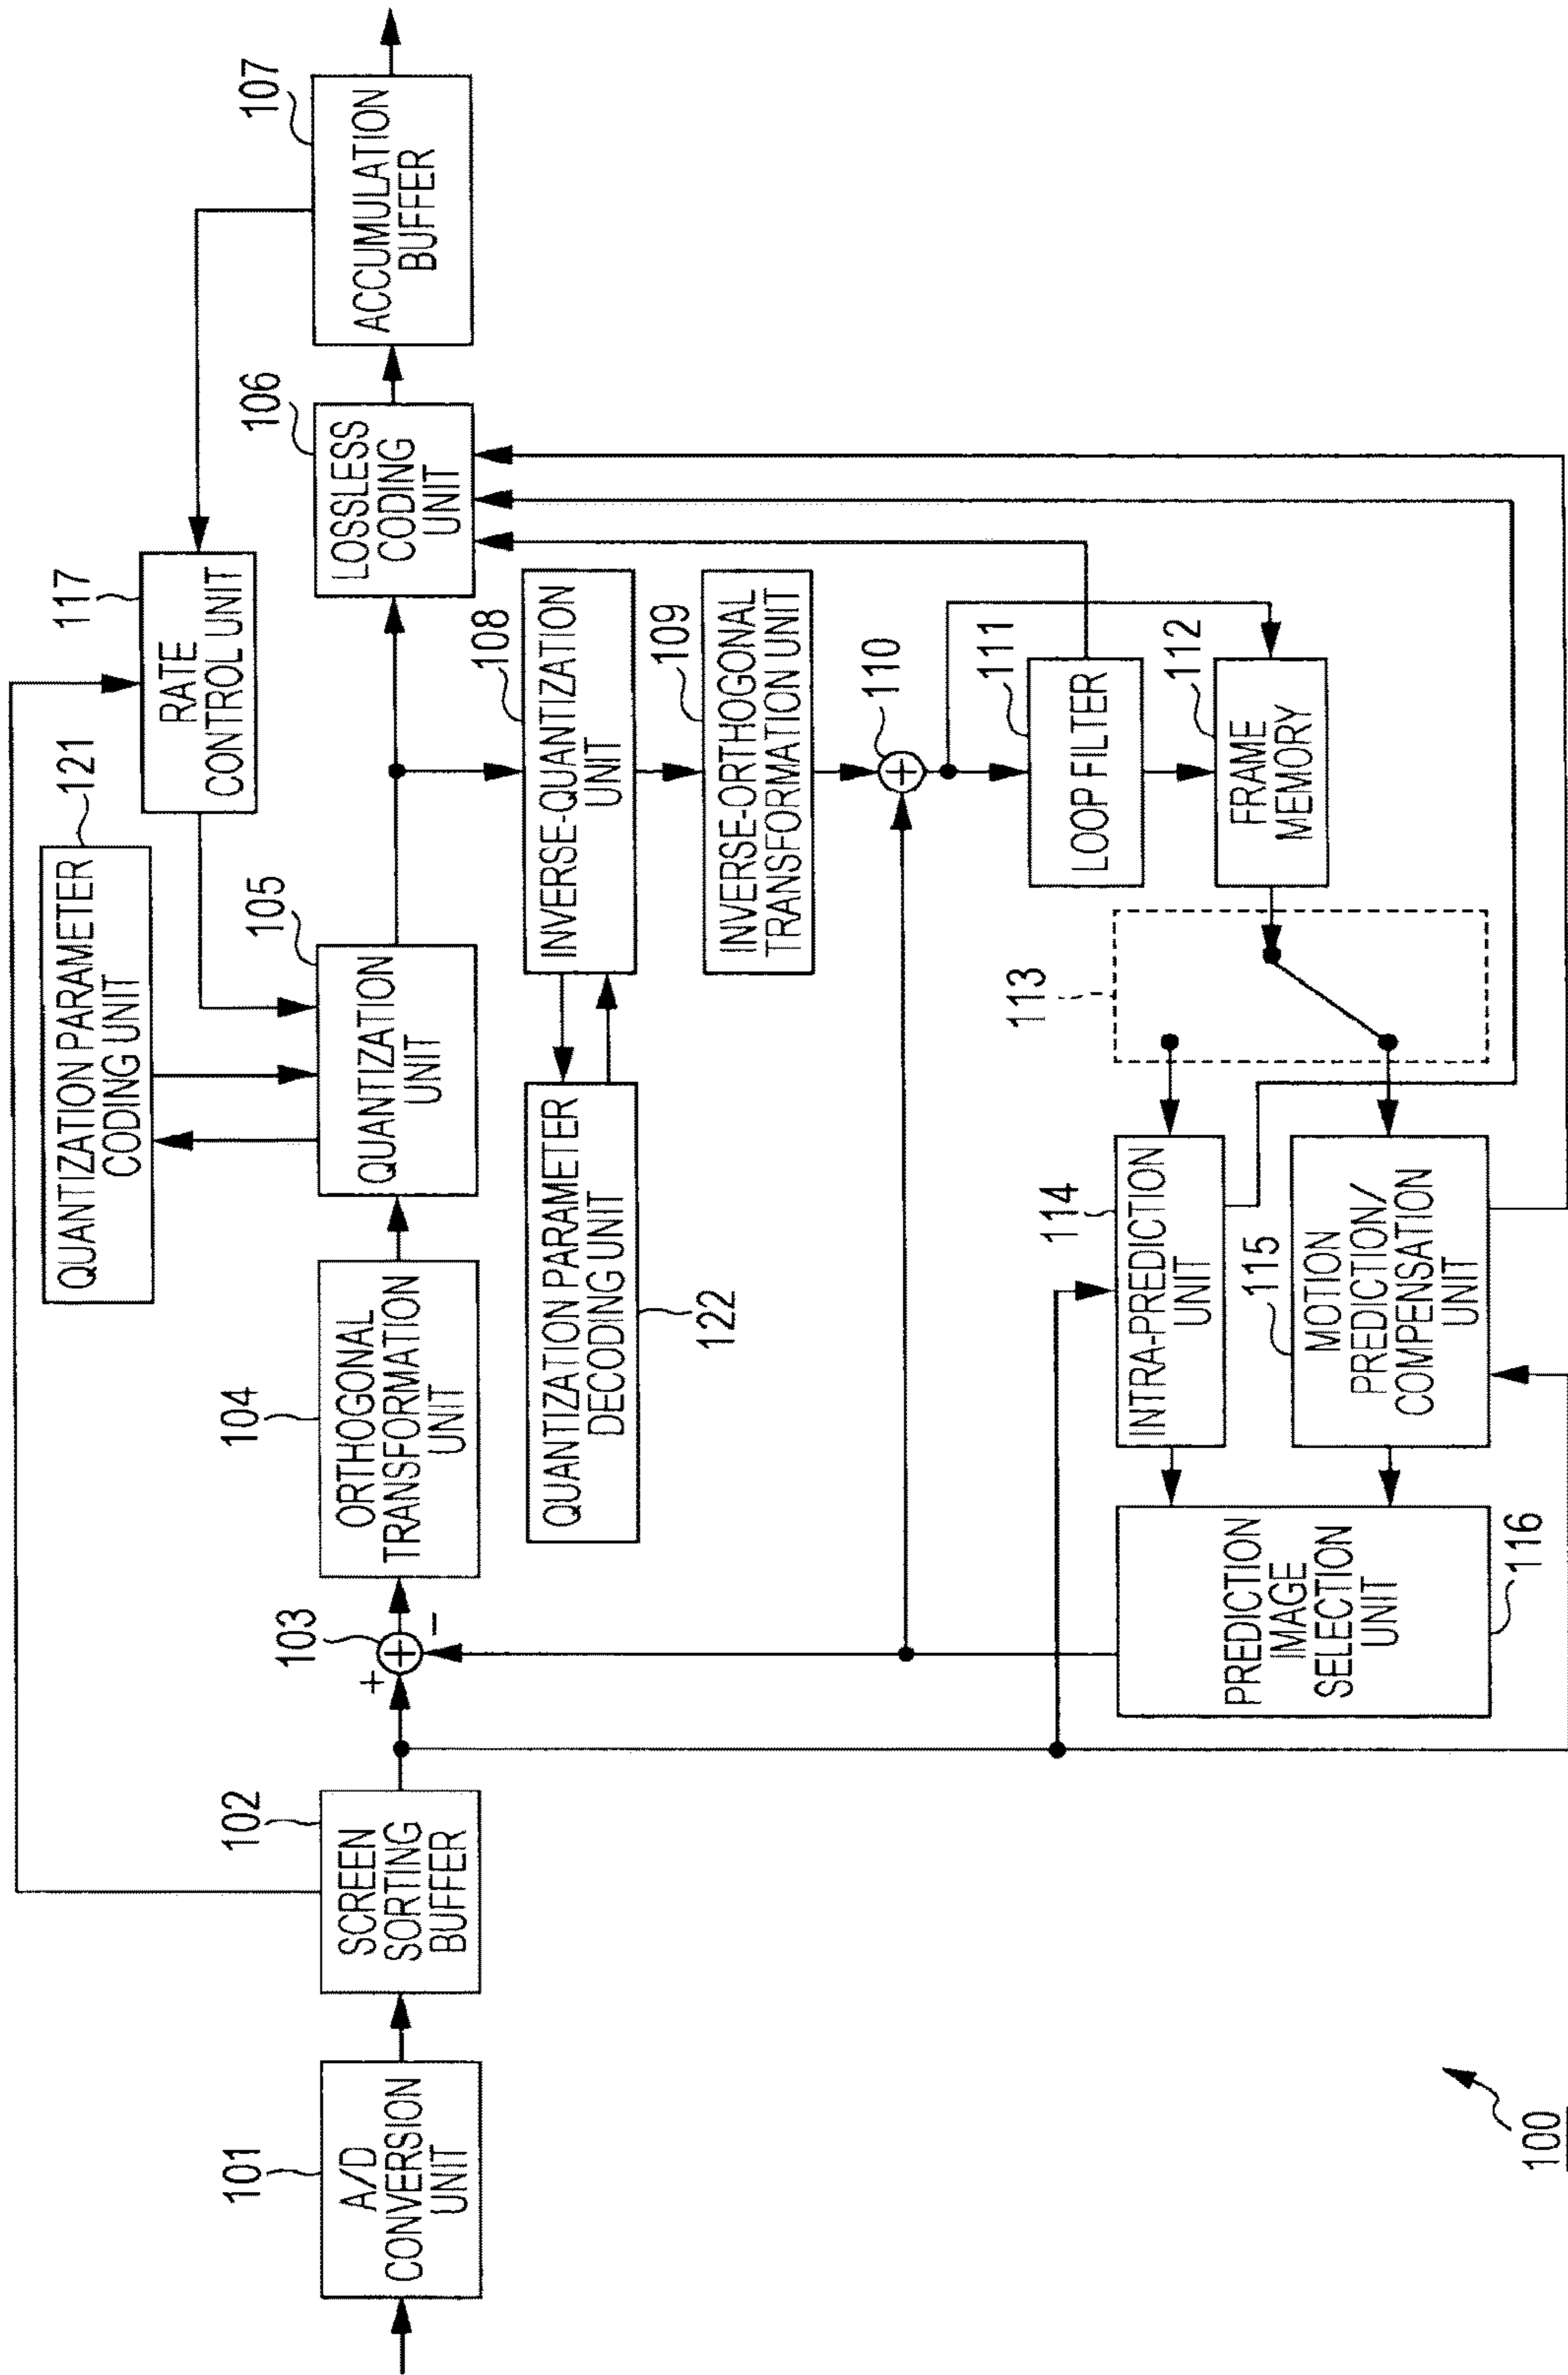 101
A/D
CONVERSION
UNIT
102
SCREEN
SORTING
BUFFER
103
+
−
104
ORTHOGONAL
TRANSFORMATION
UNIT
121
QUANTIZATION PARAMETER
CODING UNIT
105
QUANTIZATION
UNIT
117
RATE
CONTROL UNIT
106
LOSSLESS
CODING
UNIT
107
ACCUMULATION
BUFFER
108
INVERSE-QUANTIZATION
UNIT
QUANTIZATION PARAMETER
DECODING UNIT
122
109
INVERSE-ORTHOGONAL
TRANSFORMATION UNIT
110
111
LOOP FILTER
112
FRAME
MEMORY
113
114
INTRA-PREDICTION
UNIT
115
MOTION
PREDICTION/
COMPENSATION
UNIT
PREDICTION
IMAGE
SELECTION
UNIT
116
100